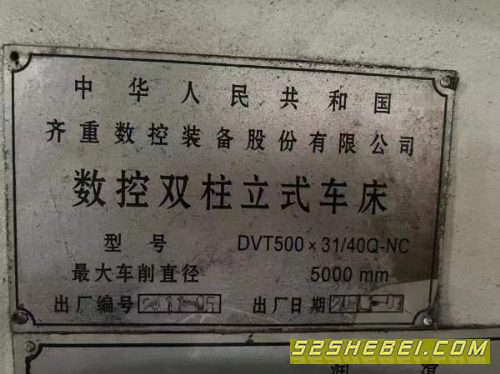 中华人民共和国
齐重数控装备股份有限公司
数控双柱立式车床
型号 DVT500×31/40Q-NC
最大车削直径 5000 mm
出厂编号 出厂日期
52SHEBEI.COM